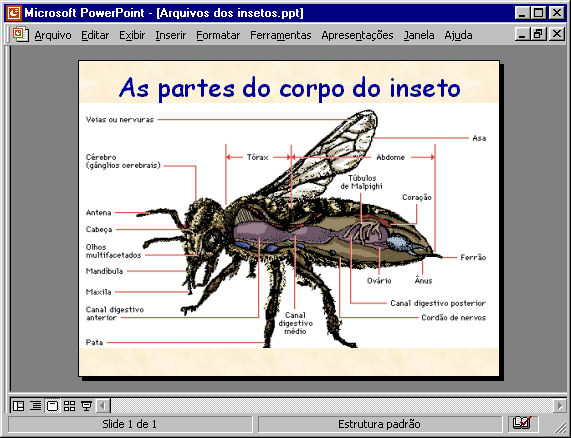 Microsoft PowerPoint - [Arquivos dos insetos.ppt]
Arquivo Editar Exibir Inserir Formatar Ferramentas Apresentações Janela Ajuda
As partes do corpo do inseto
Veias ou nervuras
Asa
Cérebro
(gânglios cerebrais)
Tórax
Abdome
Túbulos
de Malpighi
Coração
Antena
Cabeça
Olhos
multifacetados
Mandíbula
Maxila
Canal digestivo
anterior
Pata
Canal
digestivo
médio
Ferrão
Ovário
Ânus
Canal digestivo posterior
Cordão de nervos
Slide 1 de 1
Estrutura padrão